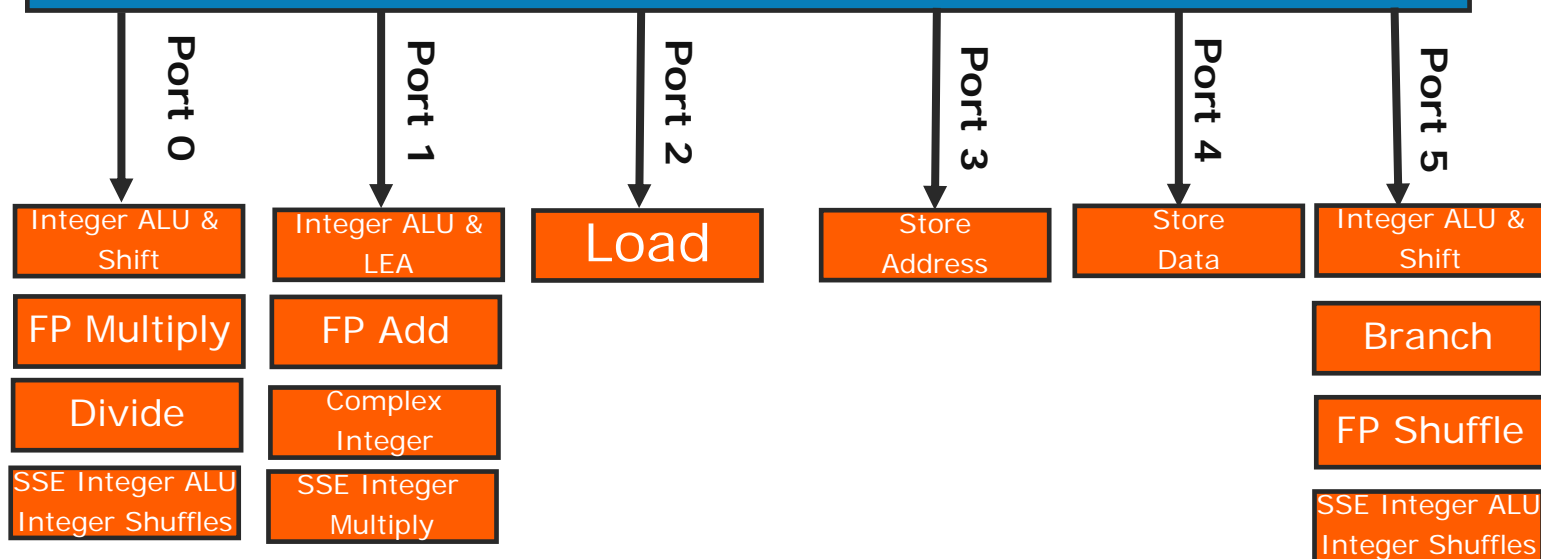 Port 0
Port 1
Port 2
Port 3
Port 4
Port 5
Integer ALU &
Shift
FP Multiply
Divide
SSE Integer ALU
Integer Shuffles
Integer ALU &
LEA
FP Add
Complex
Integer
SSE Integer
Multiply
Load
Store
Address
Store
Data
Integer ALU &
Shift
Branch
FP Shuffle
SSE Integer ALU
Integer Shuffles